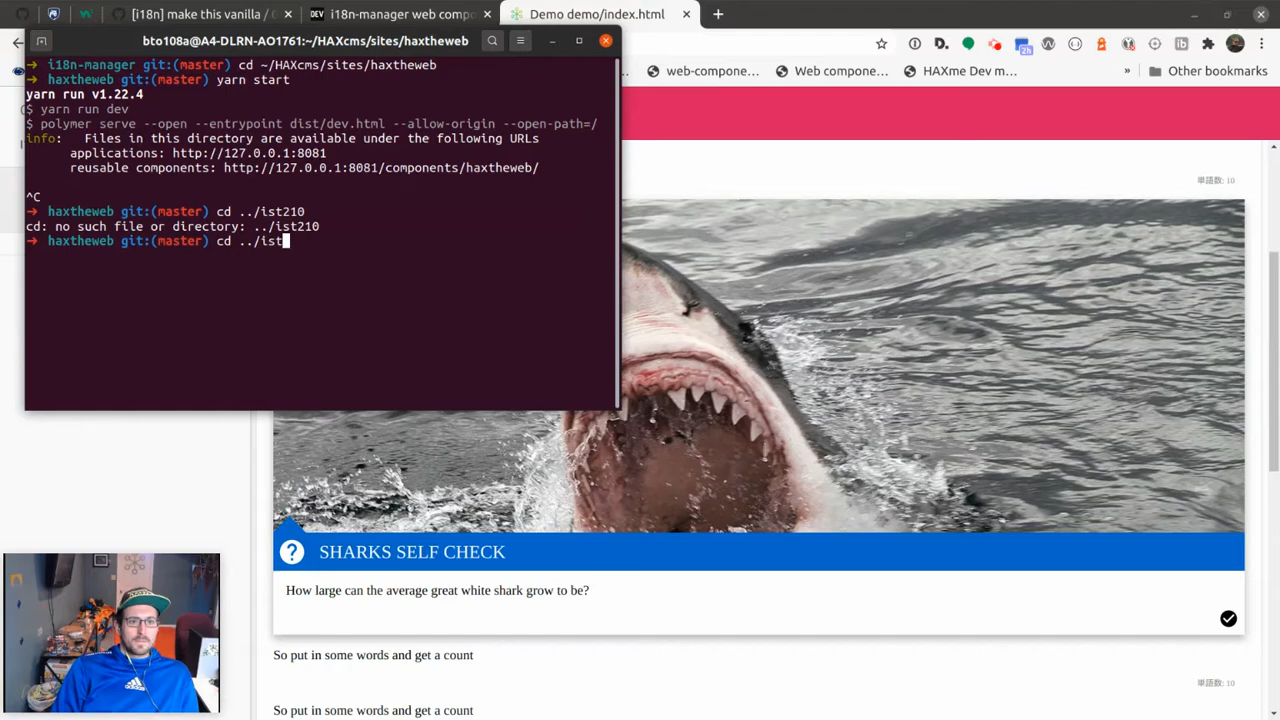 [i18n] make this vanilla / (
i18n-manager web compo
Demo demo/index.html
bto108a@A4-DLRN-AO1761:~/HAXcms/sites/haxtheweb
web-compone
Web compone
HAXme Dev m
»
Other bookmarks
➜ i18n-manager git:(master) cd ~/HAXcms/sites/haxtheweb
➜ haxtheweb git:(master) yarn start
yarn run v1.22.4
$ yarn run dev
$ polymer serve --open --entrypoint dist/dev.html --allow-origin --open-path=/
info: Files in this directory are available under the following URLs
applications: http://127.0.0.1:8081
reusable components: http://127.0.0.1:8081/components/haxtheweb/
^C
➜ haxtheweb git:(master) cd ../ist210
cd: no such file or directory: ../ist210
➜ haxtheweb git:(master) cd ../ist
単語数: 10
SHARKS SELF CHECK
How large can the average great white shark grow to be?
So put in some words and get a count
単語数: 10
So put in some words and get a count